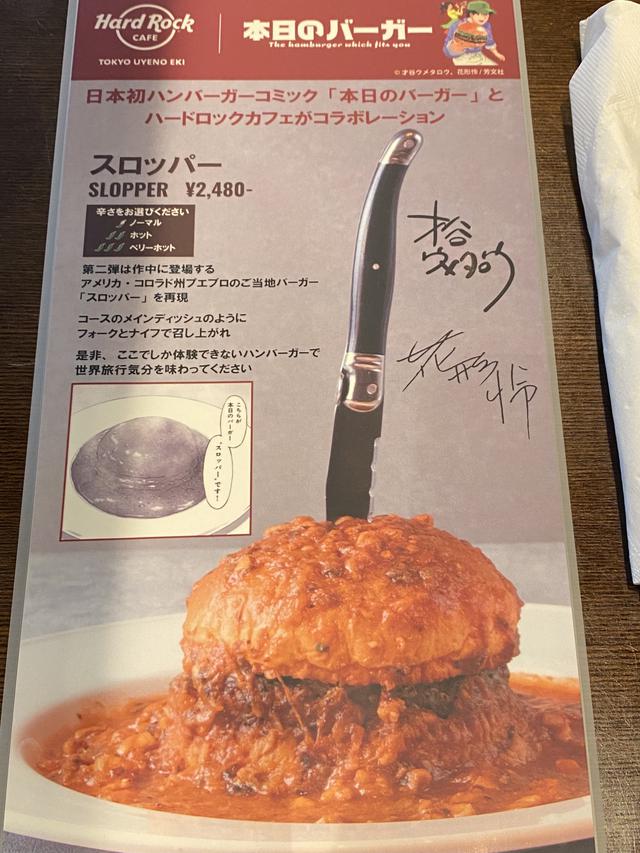 Hard Rock
CAFE
TOKYO UYENO EKI
本日のバーガー
The hamburger which fits you
©才谷ウメタロウ、花形怜/芳文社
日本初ハンバーガーコミック「本日のバーガー」と
ハードロックカフェがコラボレーション
スロッパー
SLOPPER ¥2,480-
辛さをお選びください
ノーマル
ホット
ベリーホット
第二弾は作中に登場する
アメリカ・コロラド州プエブロのご当地バーガー
「スロッパー」を再現
コースのメインディッシュのように
フォークとナイフで召し上がれ
是非、ここでしか体験できないハンバーガーで
世界旅行気分を味わってください
こちらが
本日のバーガー
“スロッパー”です!
才谷
ウメタロウ
花形怜